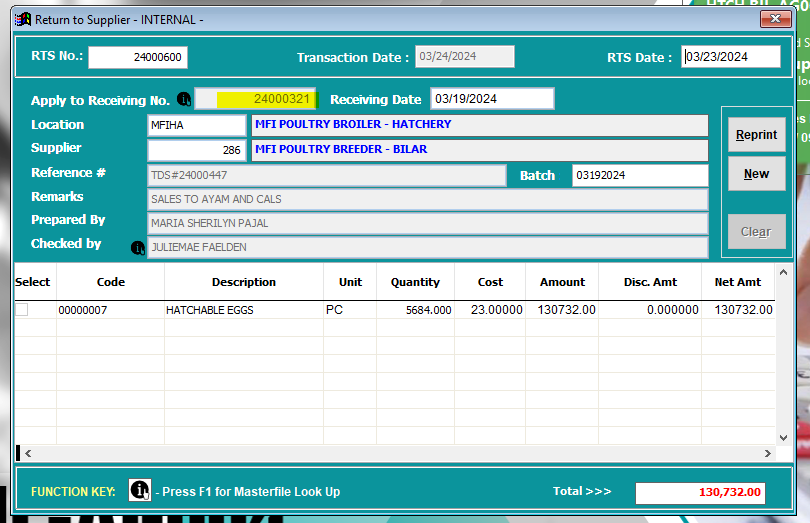 Return to Supplier - INTERNAL -
RTS No.: 24000600 Transaction Date : 03/24/2024 RTS Date : 03/23/2024
Apply to Receiving No. 24000321 Receiving Date 03/19/2024
Location MFIHA MFI POULTRY BROILER - HATCHERY
Supplier 286 MFI POULTRY BREEDER - BILAR
Reference # TDS#24000447 Batch 03192024
Remarks SALES TO AYAM AND CALS
Prepared By MARIA SHERILYN PAJAL
Checked by JULIEMAE FAELDEN
Reprint
New
Clear
Select Code Description Unit Quantity Cost Amount Disc. Amt Net Amt
00000007 HATCHABLE EGGS PC 5684.000 23.00000 130732.00 0.000000 130732.00
FUNCTION KEY: - Press F1 for Masterfile Look Up Total >>> 130,732.00